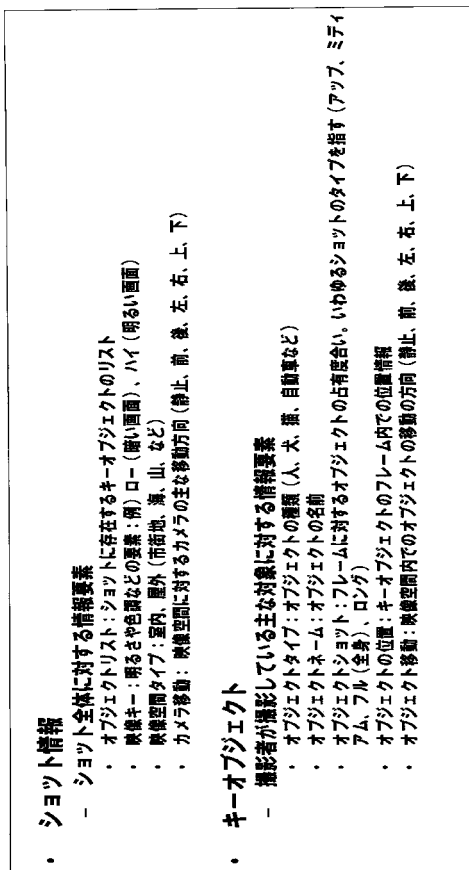 ・ ショット情報
－ ショット全体に対する情報要素
・ オブジェクトリスト：ショットに存在するキーオブジェクトのリスト
・ 映像キー：明るさや色調などの要素：例）ロー（暗い画面）、ハイ（明るい画面）
・ 映像空間タイプ：室内、屋外（市街地、海、山、など）
・ カメラ移動：映像空間に対するカメラの主な移動方向（静止、前、後、左、右、上、下）
・ キーオブジェクト
－ 撮影者が撮影している主な対象に対する情報要素
・ オブジェクトタイプ：オブジェクトの種類（人、犬、猫、自動車など）
・ オブジェクトネーム：オブジェクトの名前
・ オブジェクトショット：フレームに対するオブジェクトの占有度合い。いわゆるショットのタイプを指す（アップ、ミディ
アム、フル（全身）、ロング）
・ オブジェクトの位置：キーオブジェクトのフレーム内での位置情報
・ オブジェクト移動：映像空間内でのオブジェクトの移動の方向（静止、前、後、左、右、上、下）